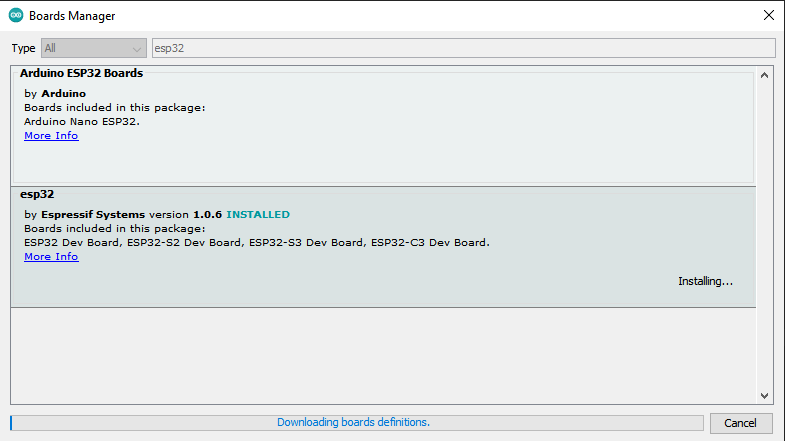 Boards Manager
Type All esp32
Arduino ESP32 Boards
by Arduino
Boards included in this package:
Arduino Nano ESP32.
More Info
esp32
by Espressif Systems version 1.0.6 INSTALLED
Boards included in this package:
ESP32 Dev Board, ESP32-S2 Dev Board, ESP32-S3 Dev Board, ESP32-C3 Dev Board.
More Info
Installing...
Downloading boards definitions.
Cancel